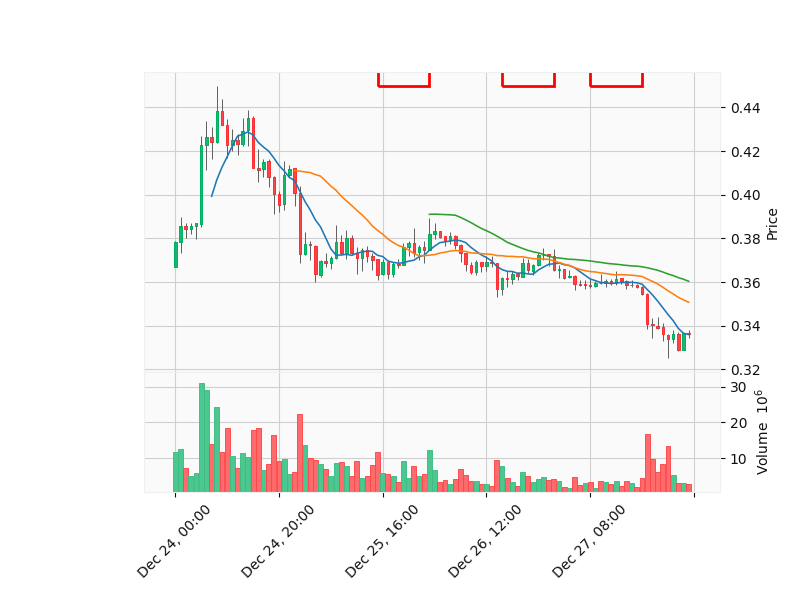 0.44
0.42
0.40
0.38
0.36
0.34
0.32
Price
30
20
10
Volume 10⁶
Dec 24, 00:00
Dec 24, 20:00
Dec 25, 16:00
Dec 26, 12:00
Dec 27, 08:00